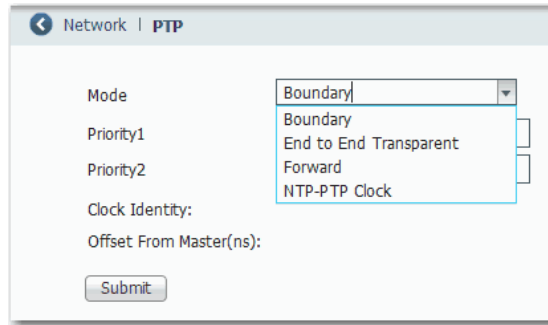 Network | PTP
Mode Boundary
Boundary
End to End Transparent
Priority1
Forward
Priority2
NTP-PTP Clock
Clock Identity:
Offset From Master(ns):
Submit